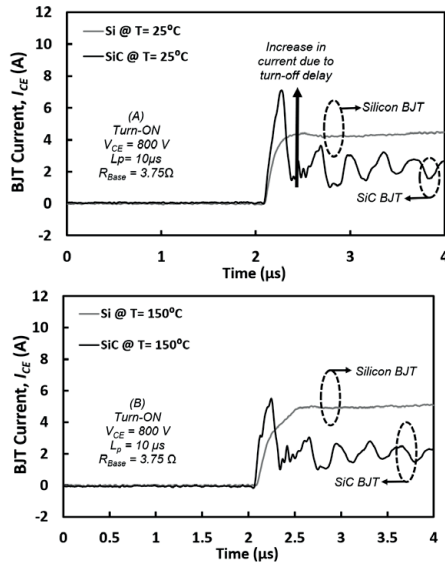 12
10
8
6
4
2
0
-2
BJT Current, ICE (A)
Si @ T= 25°C
SiC @ T= 25°C
Increase in
current due to
turn-off delay
Silicon BJT
(A)
Turn-ON
VCE = 800 V
Lp= 10μs
RBase = 3.75Ω
SiC BJT
0 1 2 3 4
Time (μs)
12
10
8
6
4
2
0
-2
BJT Current, ICE (A)
Si @ T= 150°C
SiC @ T= 150°C
Silicon BJT
(B)
Turn-ON
VCE = 800 V
Lp = 10 μs
RBase = 3.75 Ω
SiC BJT
0 0.5 1 1.5 2 2.5 3 3.5 4
Time (μs)